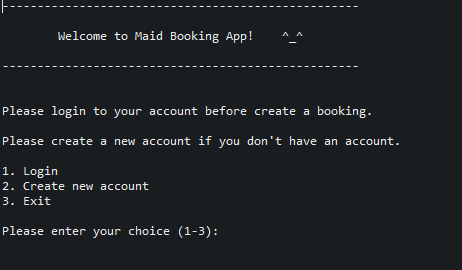 ---------------------------------------------------
Welcome to Maid Booking App!    ^_^
---------------------------------------------------
Please login to your account before create a booking.
Please create a new account if you don't have an account.
1. Login
2. Create new account
3. Exit
Please enter your choice (1-3):